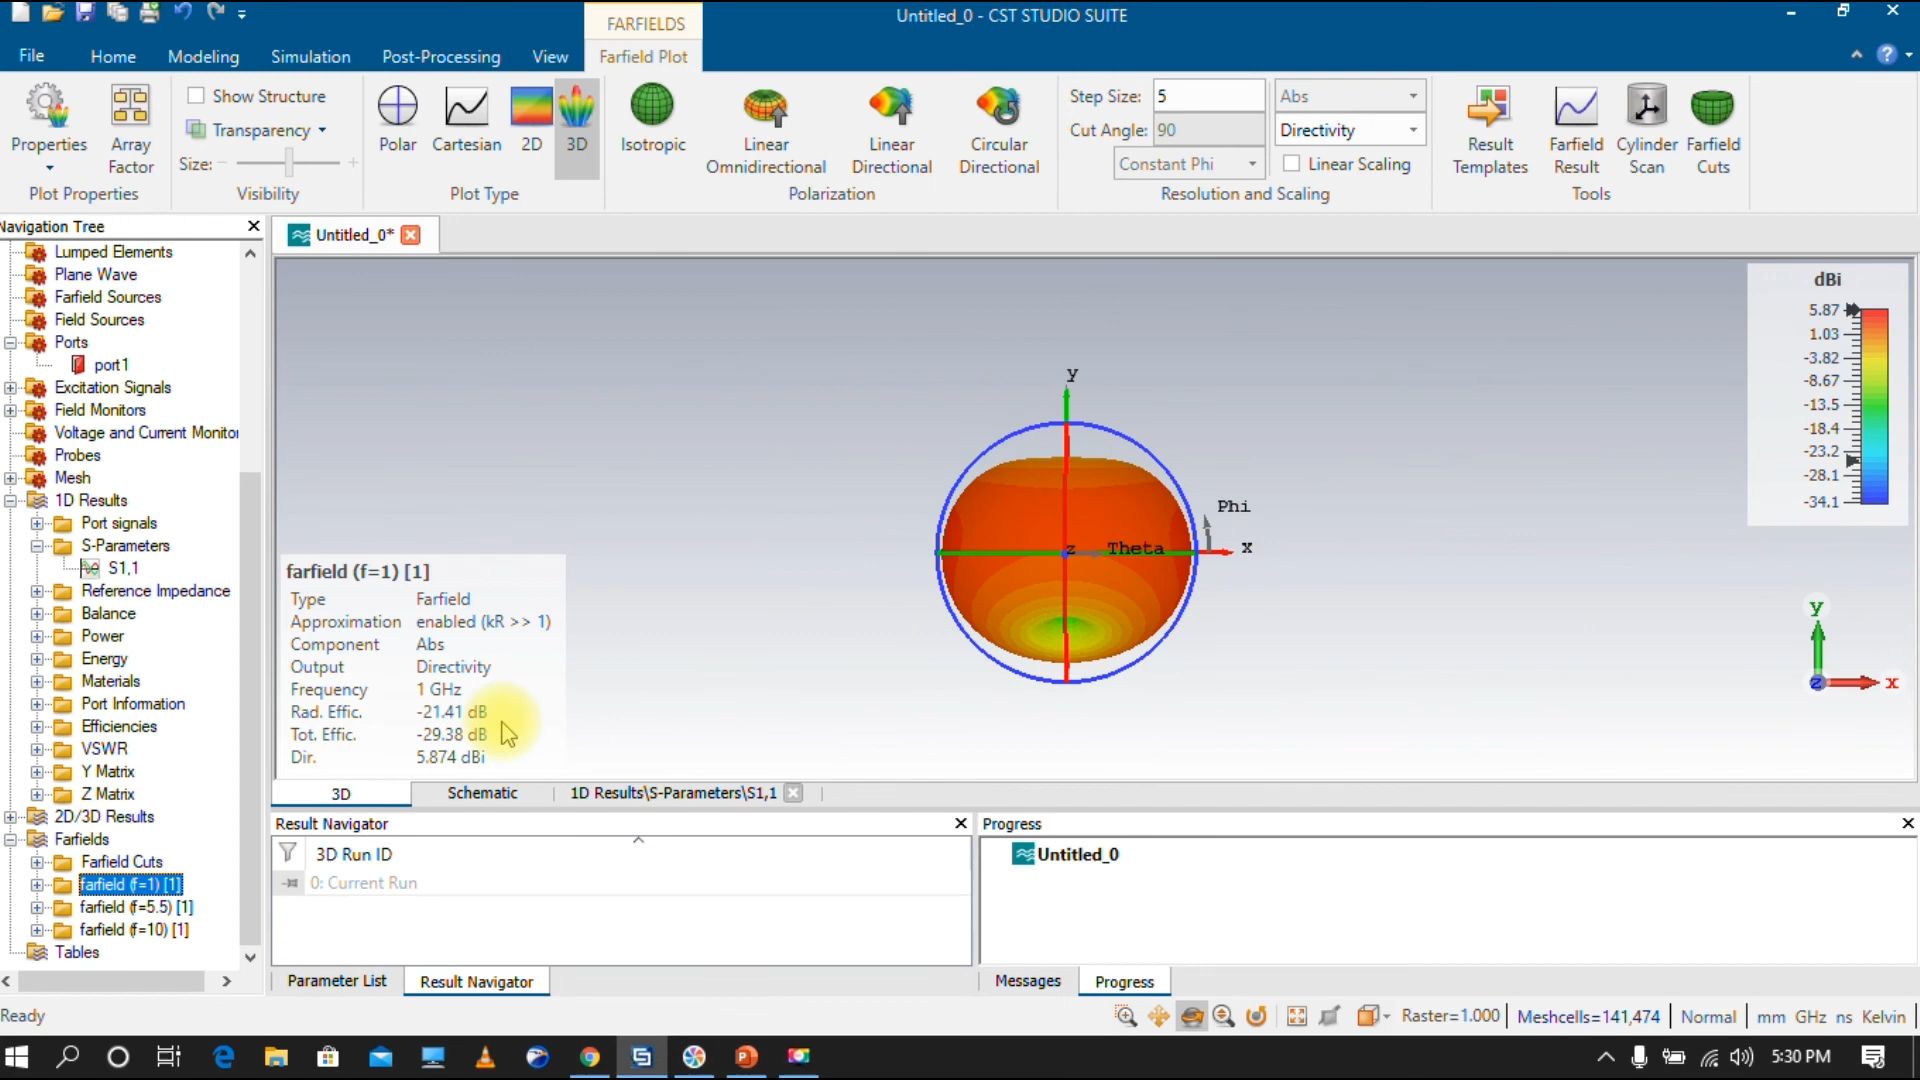 FARFIELDS
Untitled_0 - CST STUDIO SUITE
File Home Modeling Simulation Post-Processing View Farfield Plot
Properties
Array Factor
Show Structure
Transparency
Size:
Plot Properties
Visibility
Polar Cartesian 2D 3D
Plot Type
Isotropic
Linear Omnidirectional
Linear Directional
Circular Directional
Polarization
Step Size: 5
Cut Angle: 90
Constant Phi
Abs
Directivity
Linear Scaling
Resolution and Scaling
Result Templates
Farfield Result
Cylinder Scan
Farfield Cuts
Tools
Navigation Tree
Lumped Elements
Plane Wave
Farfield Sources
Field Sources
Ports
port1
Excitation Signals
Field Monitors
Voltage and Current Monitor
Probes
Mesh
1D Results
Port signals
S-Parameters
S1,1
Reference Impedance
Balance
Power
Energy
Materials
Port Information
Efficiencies
VSWR
Y Matrix
Z Matrix
2D/3D Results
Farfields
Farfield Cuts
farfield (f=1) [1]
farfield (f=5.5) [1]
farfield (f=10) [1]
Tables
Untitled_0*
y
Phi
z
Theta
x
dBi
5.87
1.03
-3.82
-8.67
-13.5
-18.4
-23.2
-28.1
-34.1
farfield (f=1) [1]
Type Farfield
Approximation enabled (kR >> 1)
Component Abs
Output Directivity
Frequency 1 GHz
Rad. Effic. -21.41 dB
Tot. Effic. -29.38 dB
Dir. 5.874 dBi
y
z
x
3D
Schematic
1D Results\S-Parameters\S1,1
Result Navigator
3D Run ID
0: Current Run
Parameter List
Result Navigator
Progress
Untitled_0
Messages
Progress
Ready
Raster=1.000 Meshcells=141,474 Normal mm GHz ns Kelvin
5:30 PM